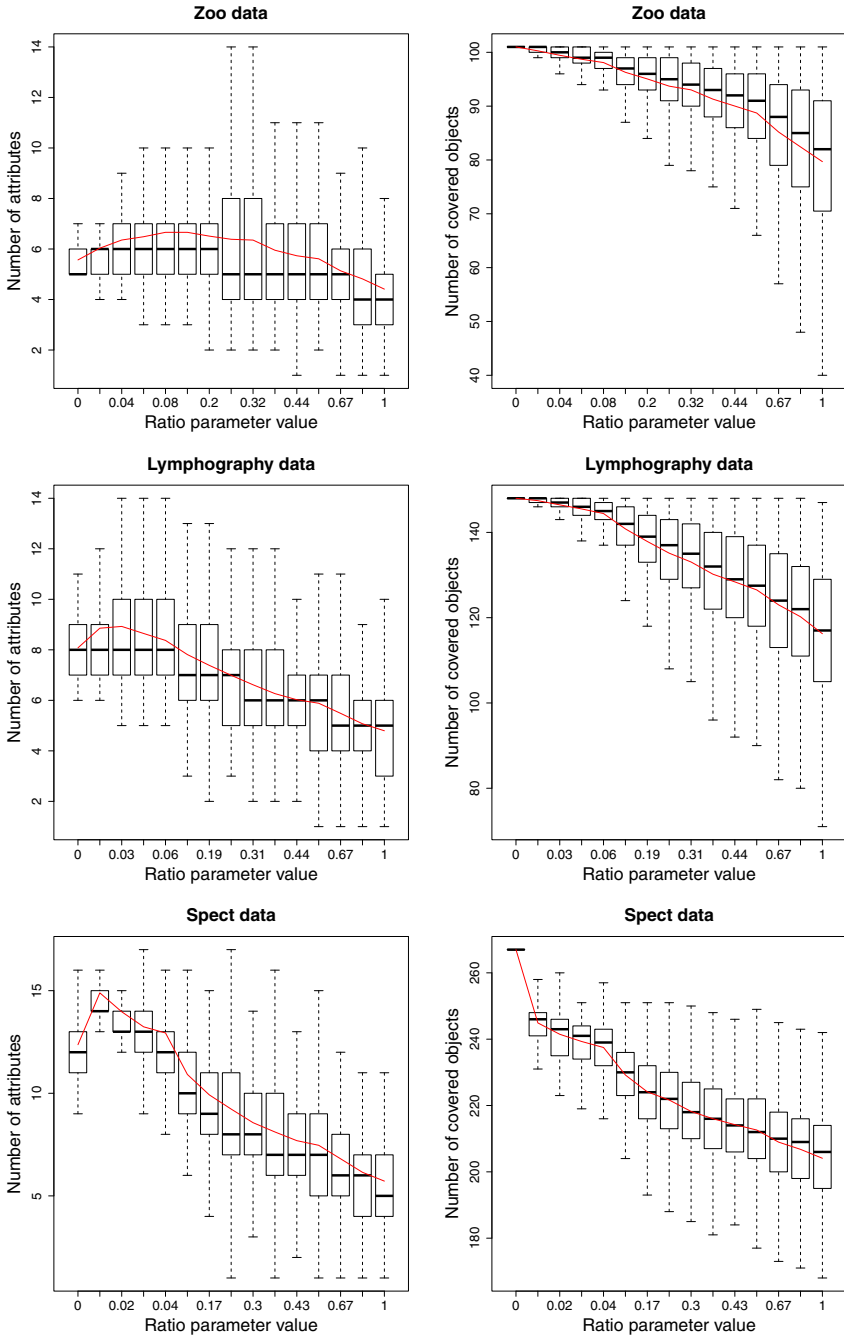 Zoo data
Number of attributes
14
12
10
8
6
4
2
0 0.04 0.08 0.2 0.32 0.44 0.67 1
Ratio parameter value
Zoo data
Number of covered objects
100
90
80
70
60
50
40
0 0.04 0.08 0.2 0.32 0.44 0.67 1
Ratio parameter value
Lymphography data
Number of attributes
14
12
10
8
6
4
2
0 0.03 0.06 0.19 0.31 0.44 0.67 1
Ratio parameter value
Lymphography data
Number of covered objects
140
120
100
80
0 0.03 0.06 0.19 0.31 0.44 0.67 1
Ratio parameter value
Spect data
Number of attributes
15
10
5
0 0.02 0.04 0.17 0.3 0.43 0.67 1
Ratio parameter value
Spect data
Number of covered objects
260
240
220
200
180
0 0.02 0.04 0.17 0.3 0.43 0.67 1
Ratio parameter value